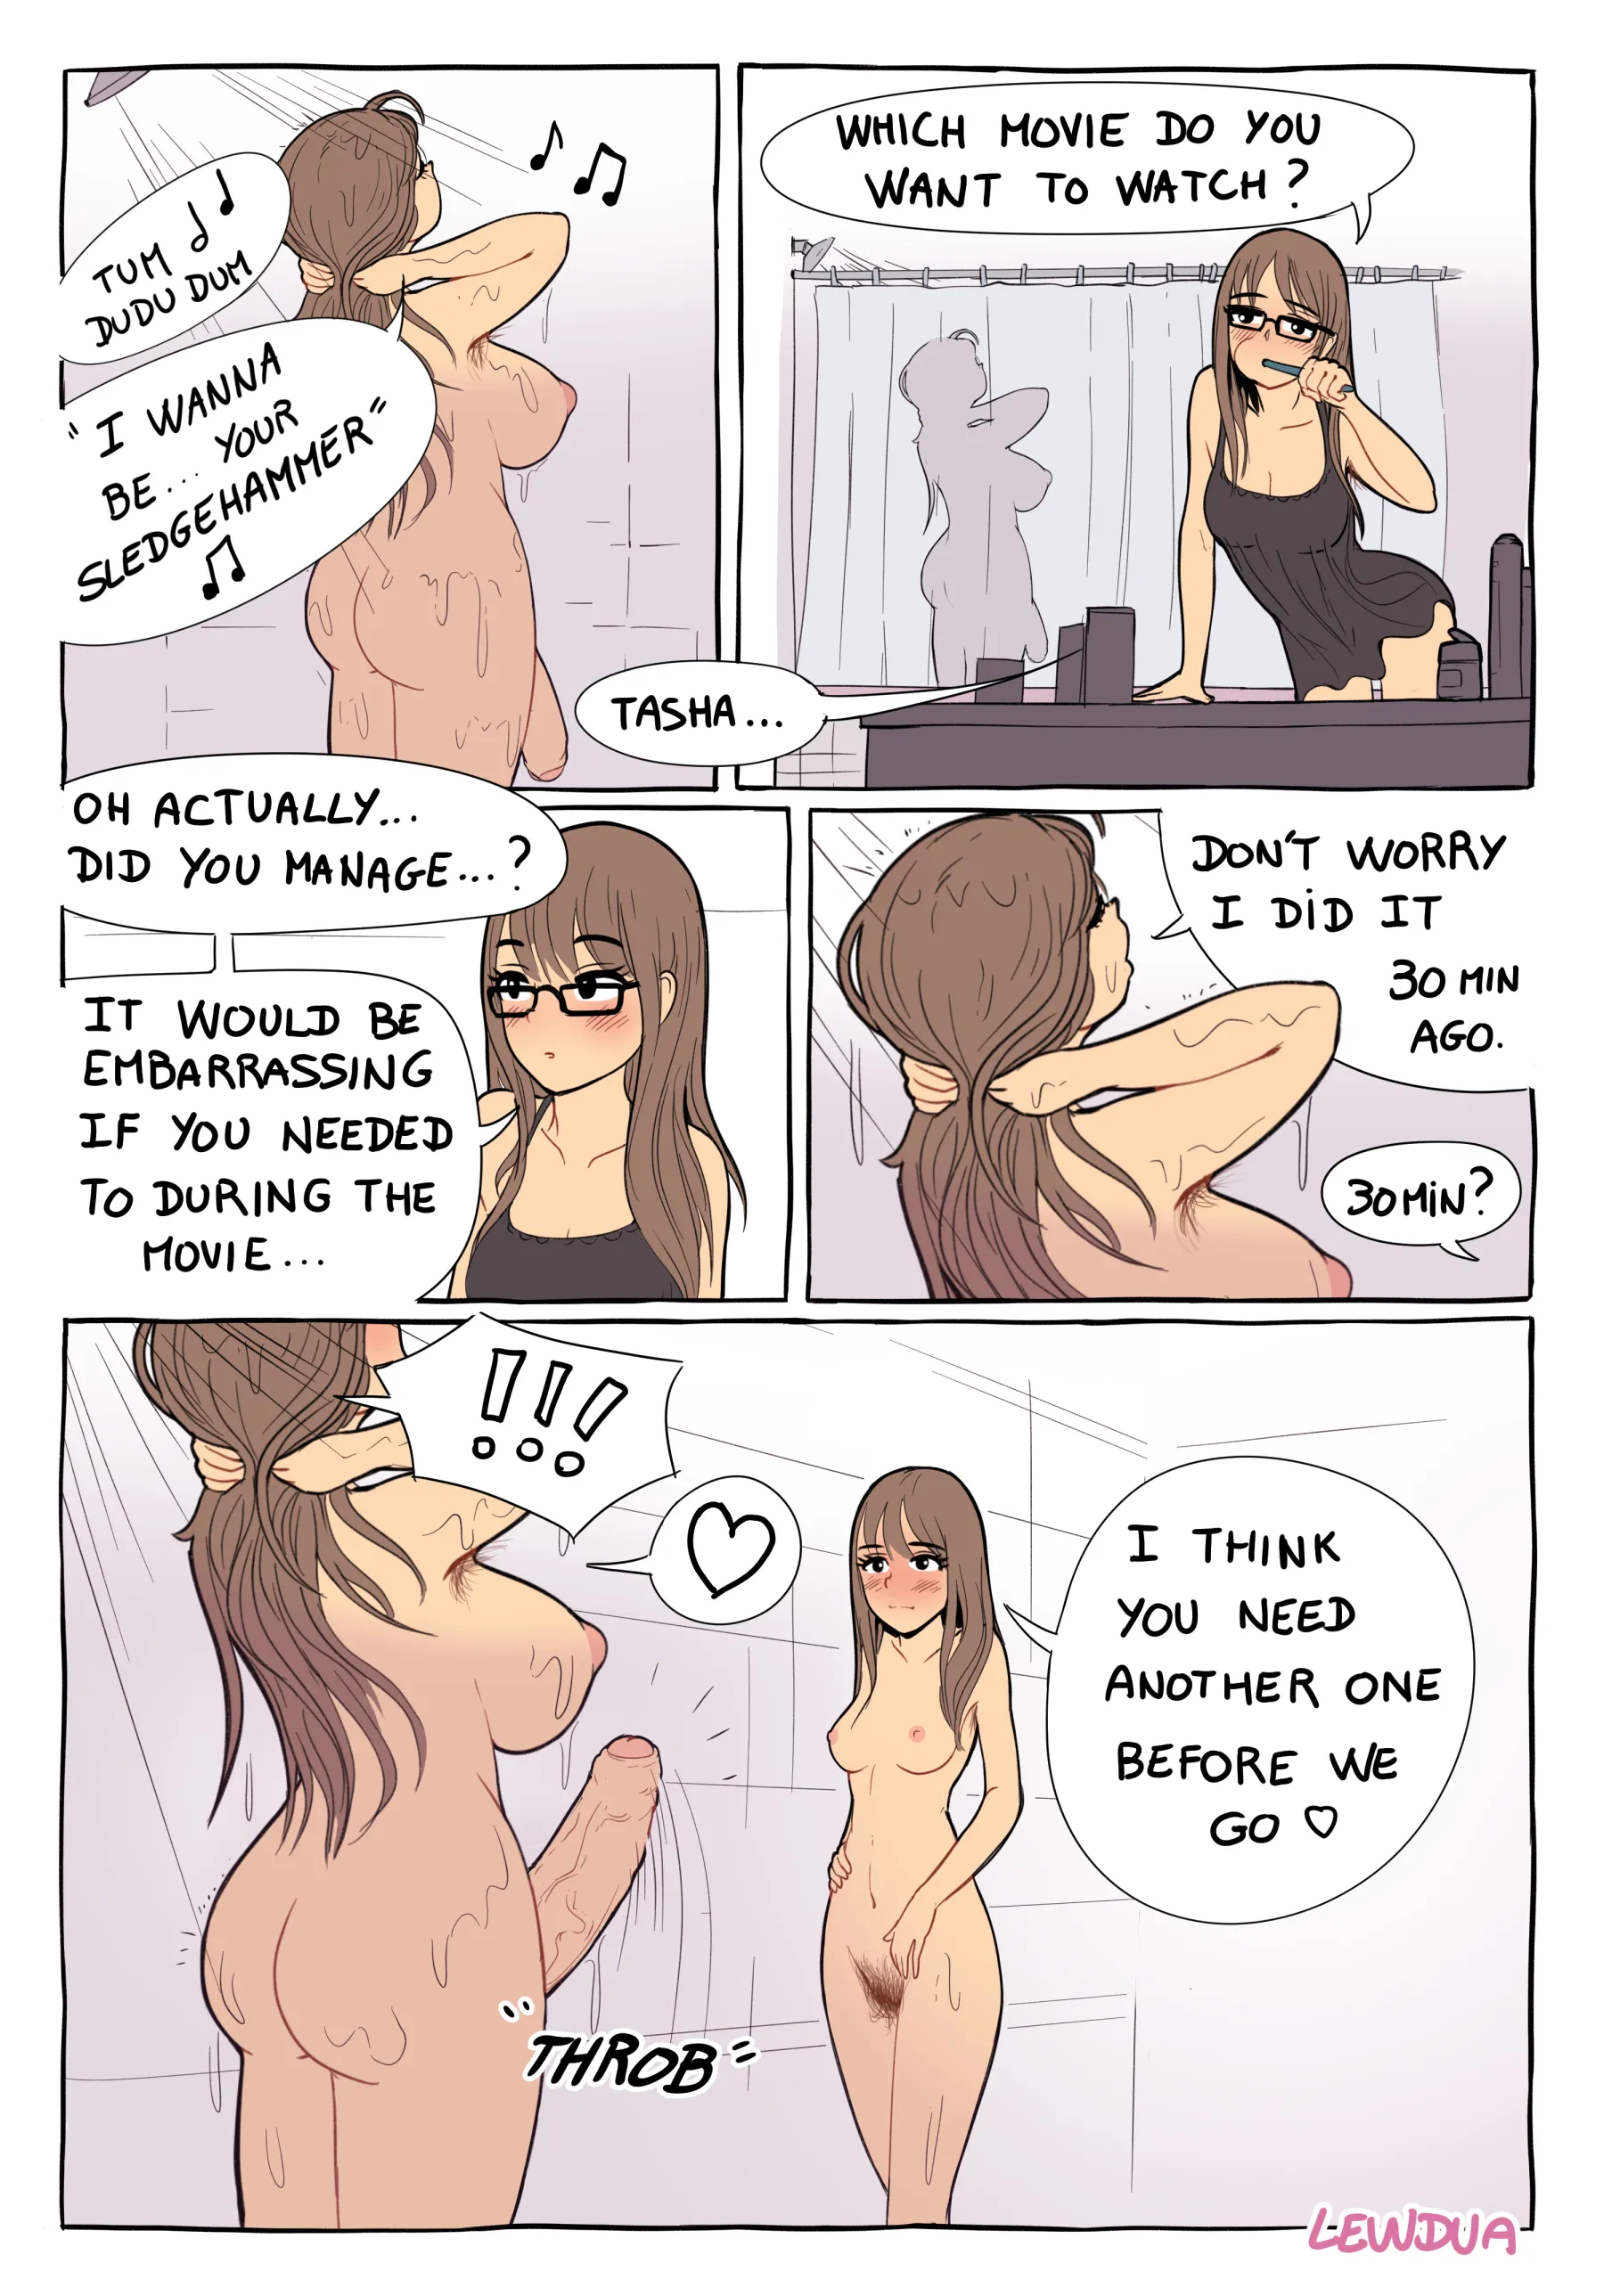 TUM
DUDU DUM
"I WANNA
BE... YOUR
SLEDGEHAMMER"
WHICH MOVIE DO YOU
WANT TO WATCH?
TASHA...
OH ACTUALLY...
DID YOU MANAGE...?
IT WOULD BE
EMBARRASSING
IF YOU NEEDED
TO DURING THE
MOVIE...
DON'T WORRY
I DID IT
30 MIN
AGO.
30MIN?
!!!
I THINK
YOU NEED
ANOTHER ONE
BEFORE WE
GO ♡
"THROB"
LEWDUA